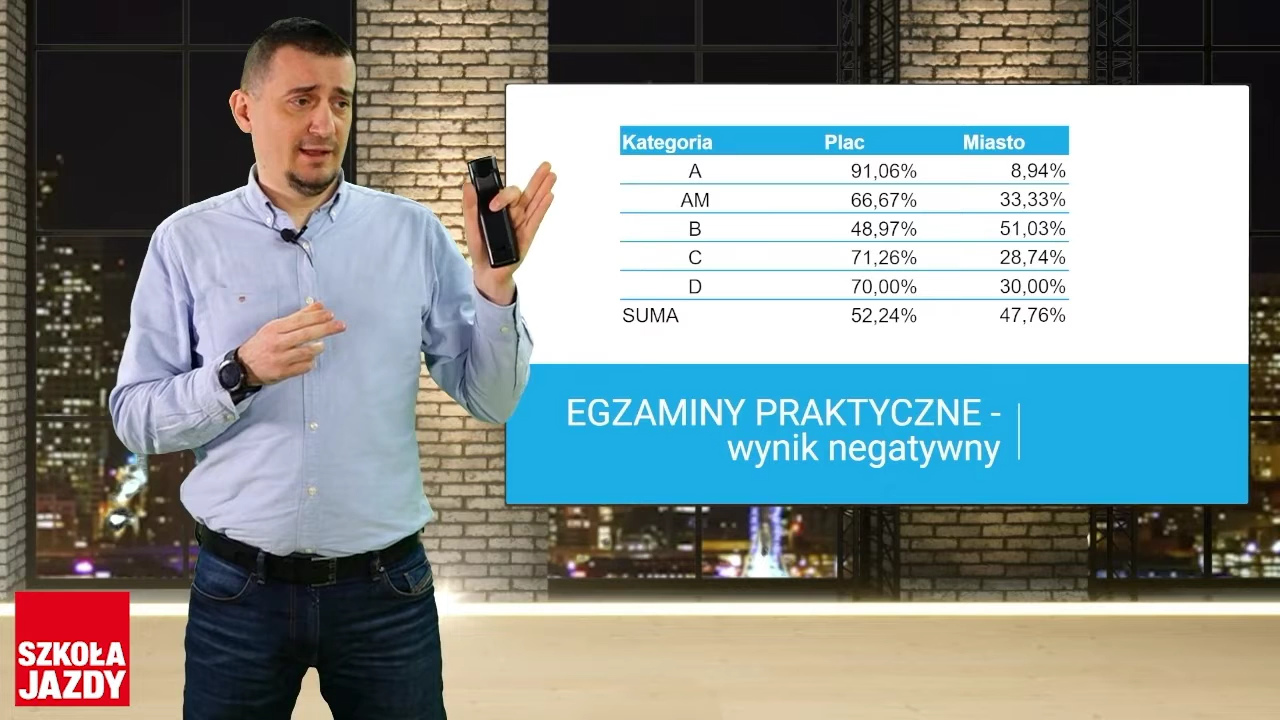 Kategoria Plac Miasto
A 91,06% 8,94%
AM 66,67% 33,33%
B 48,97% 51,03%
C 71,26% 28,74%
D 70,00% 30,00%
SUMA 52,24% 47,76%
EGZAMINY PRAKTYCZNE -
wynik negatywny
SZKOŁA
JAZDY